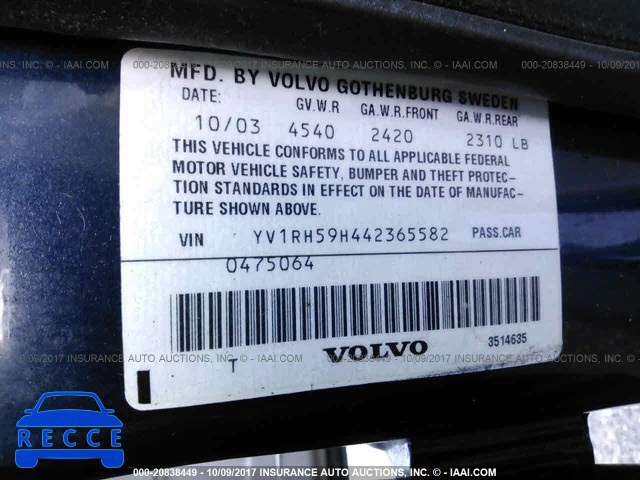 000-20838449 - 10/09/2017 INSURANCE AUTO AUCTIONS, INC. - © IAAI.COM
MFD. BY VOLVO GOTHENBURG SWEDEN
DATE: GV.W.R GA.W.R.FRONT GA.W.R.REAR
10/03 4540 2420 2310 LB
THIS VEHICLE CONFORMS TO ALL APPLICABLE FEDERAL
MOTOR VEHICLE SAFETY, BUMPER AND THEFT PROTEC-
TION STANDARDS IN EFFECT ON THE DATE OF MANUFAC-
TURE SHOWN ABOVE.
VIN YV1RH59H442365582 PASS.CAR
0475064
3514635
T VOLVO
RECCE
000-20838449 - 10/09/2017 INSURANCE AUTO AUCTIONS, INC. - © IAAI.COM